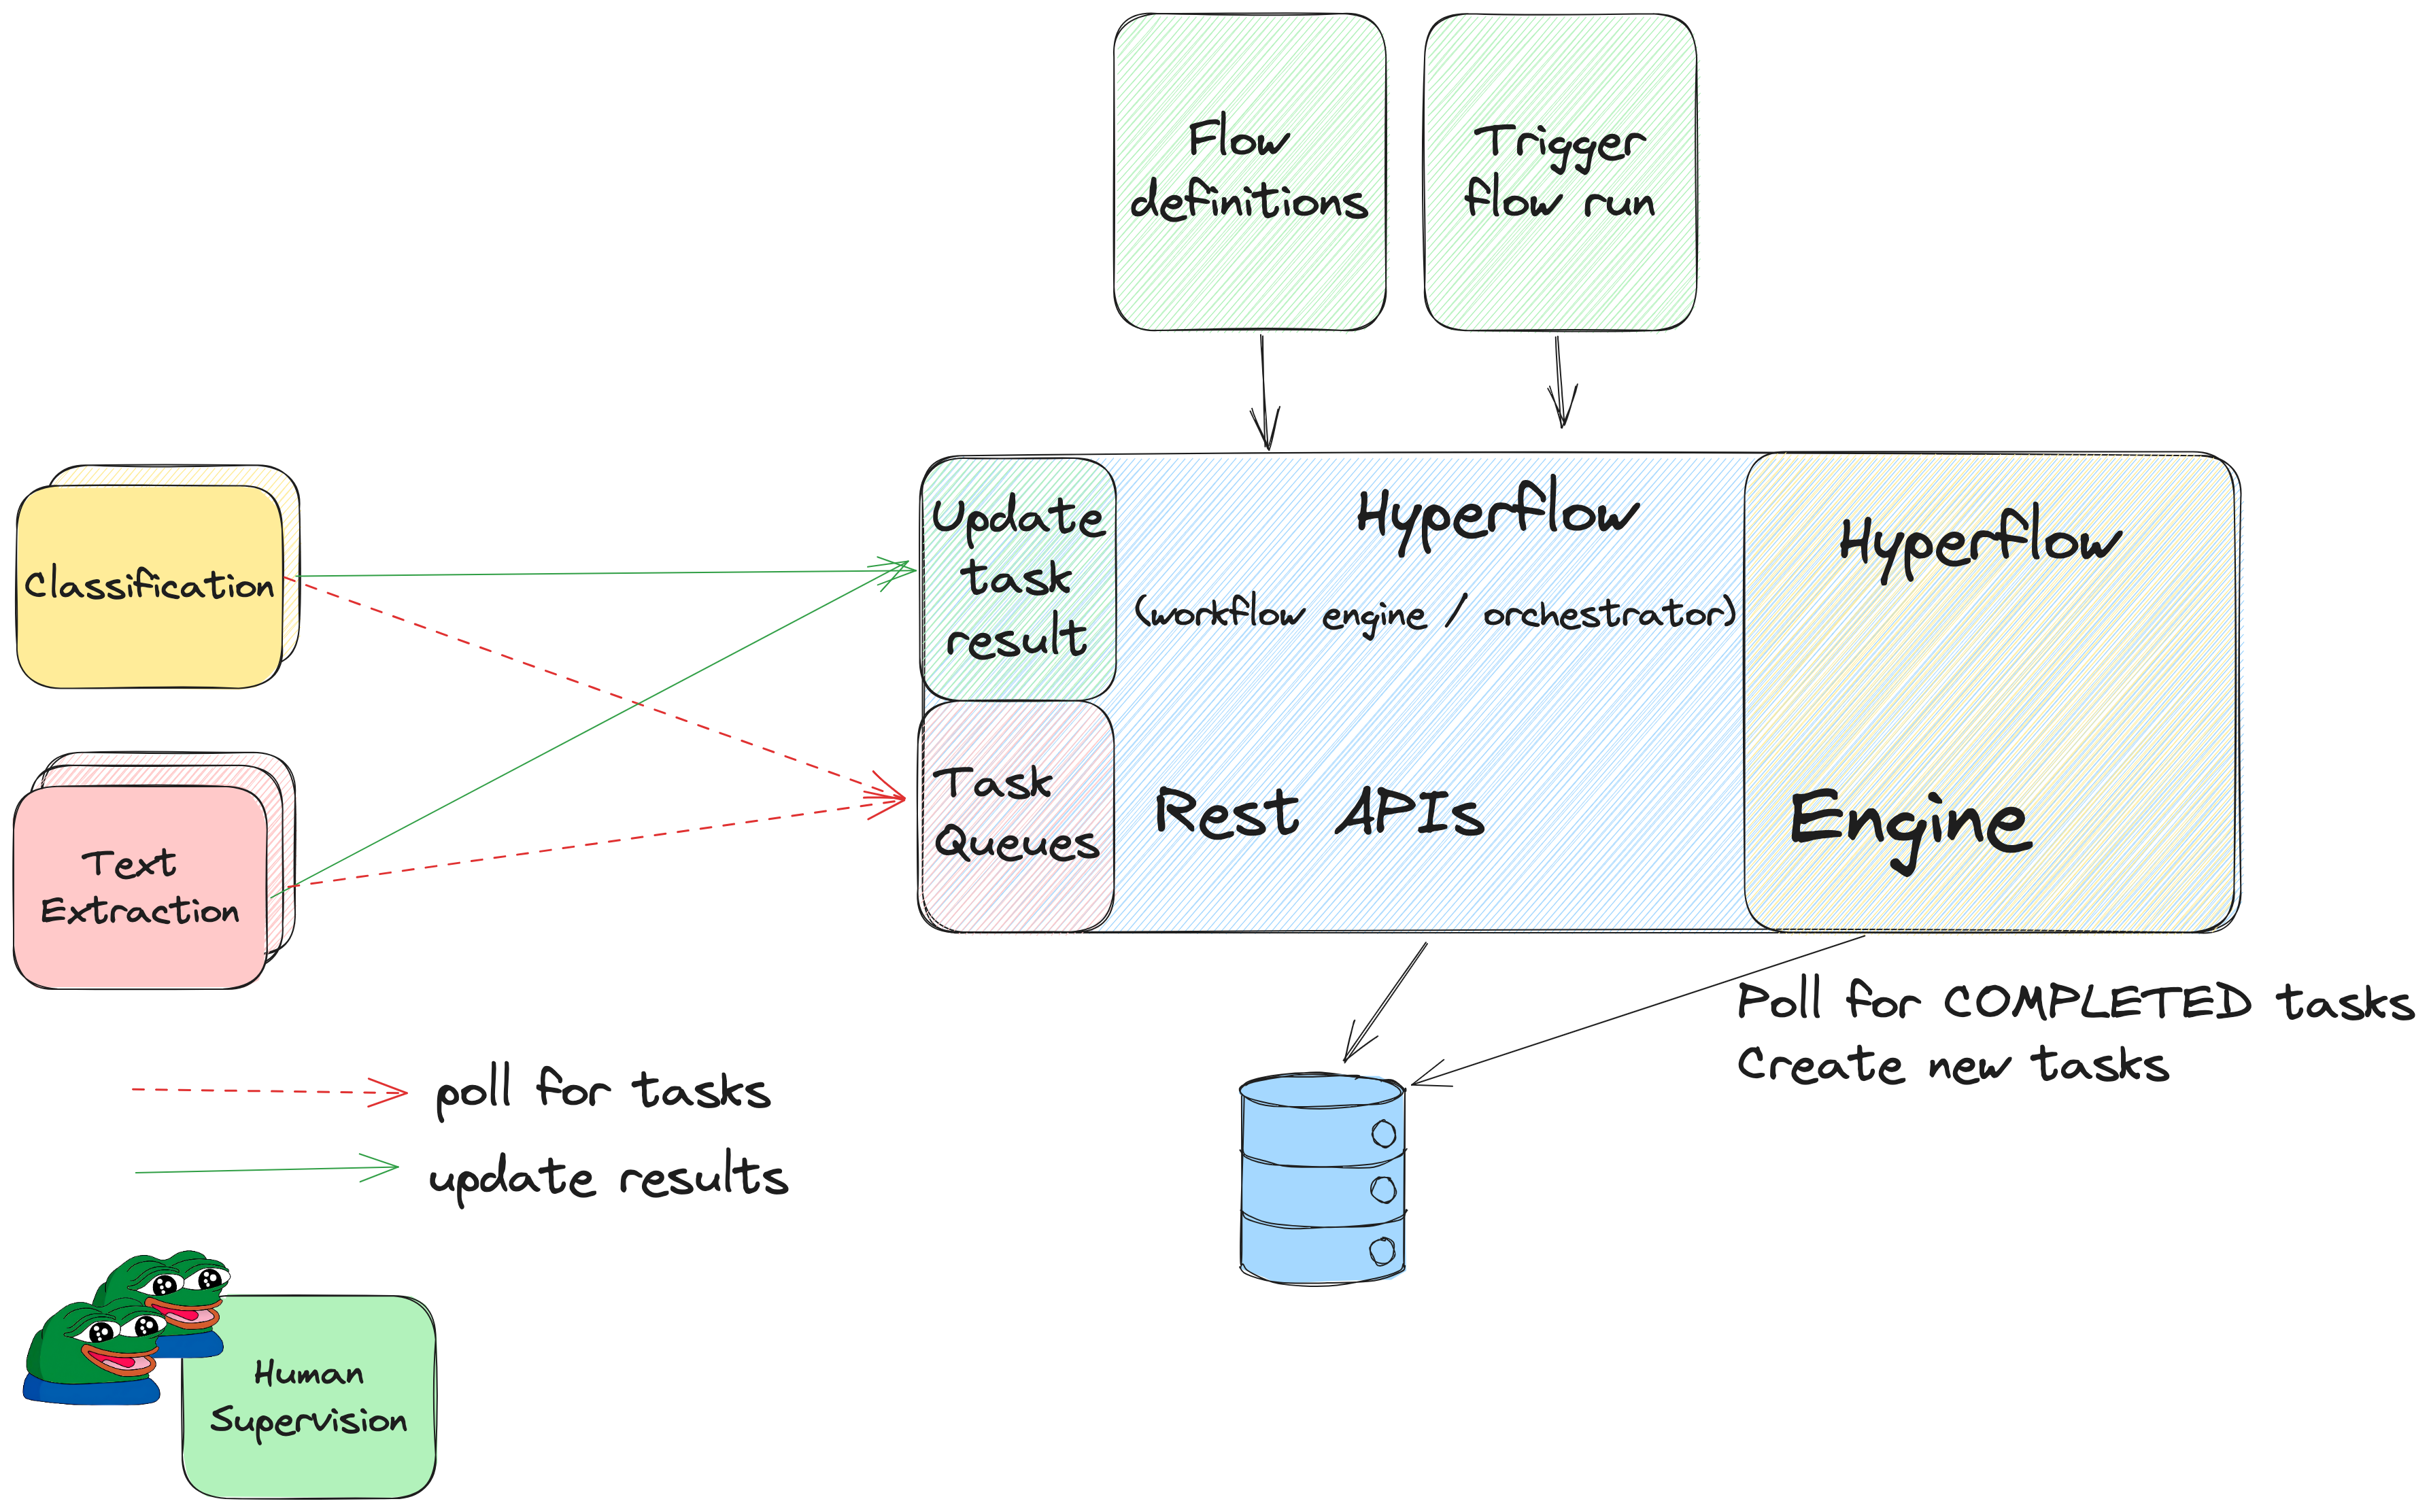 Flow
definitions
Trigger
flow run
Classification
Text
Extraction
Update
task
result
Task
Queues
Hyperflow
(workflow engine / orchestrator)
Rest APIs
Hyperflow
Engine
Poll for COMPLETED tasks
Create new tasks
poll for tasks
update results
Human
Supervision